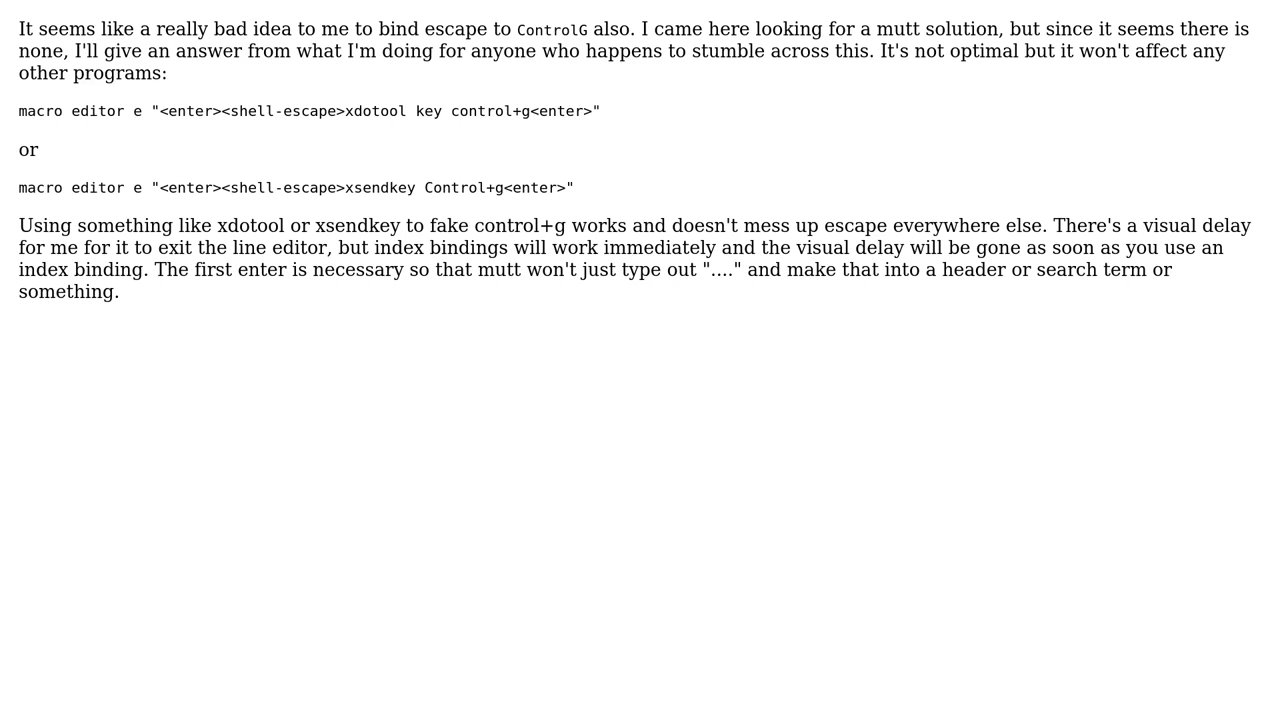 It seems like a really bad idea to me to bind escape to ControlG also. I came here looking for a mutt solution, but since it seems there is
none, I'll give an answer from what I'm doing for anyone who happens to stumble across this. It's not optimal but it won't affect any
other programs:
macro editor e "<enter><shell-escape>xdotool key control+g<enter>"
or
macro editor e "<enter><shell-escape>xsendkey Control+g<enter>"
Using something like xdotool or xsendkey to fake control+g works and doesn't mess up escape everywhere else. There's a visual delay
for me for it to exit the line editor, but index bindings will work immediately and the visual delay will be gone as soon as you use an
index binding. The first enter is necessary so that mutt won't just type out "...." and make that into a header or search term or
something.